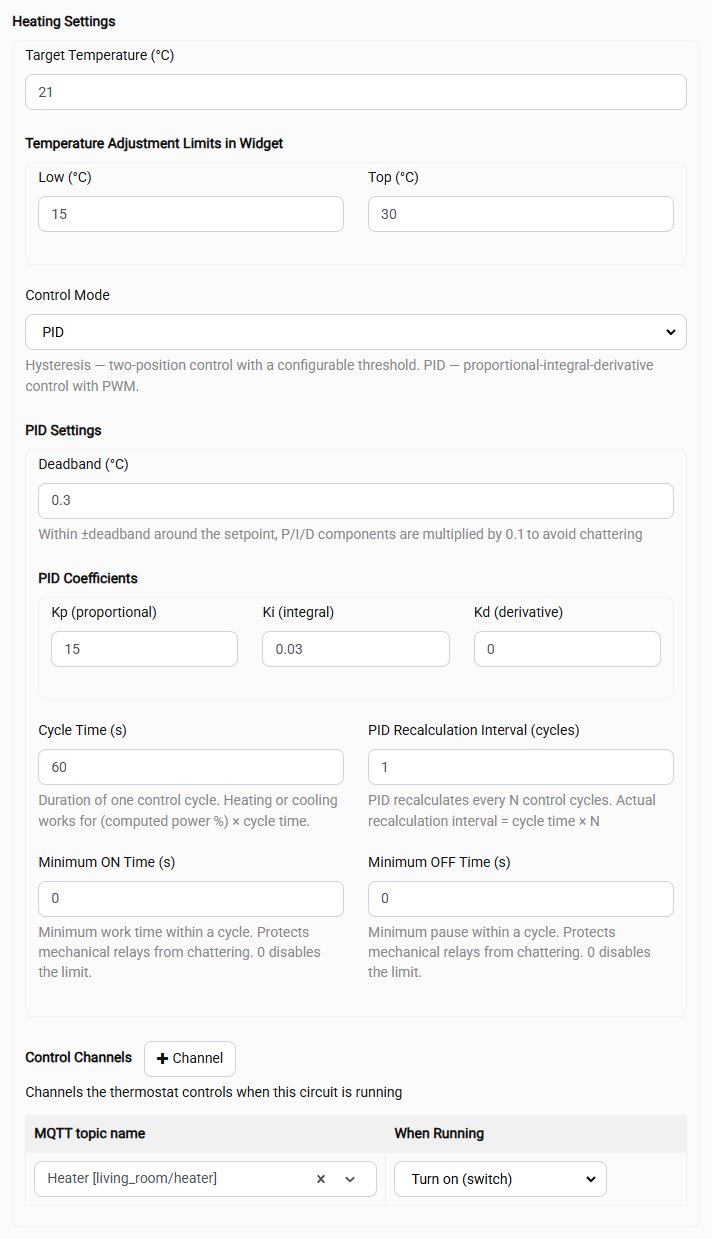 Heating Settings
Target Temperature (°C)
21
Temperature Adjustment Limits in Widget
Low (°C)
Top (°C)
15
30
Control Mode
PID
Hysteresis — two-position control with a configurable threshold. PID — proportional-integral-derivative
control with PWM.
PID Settings
Deadband (°C)
0.3
Within ±deadband around the setpoint, P/I/D components are multiplied by 0.1 to avoid chattering
PID Coefficients
Kp (proportional)
Ki (integral)
Kd (derivative)
15
0.03
0
Cycle Time (s)
60
Duration of one control cycle. Heating or cooling
works for (computed power %) × cycle time.
PID Recalculation Interval (cycles)
1
PID recalculates every N control cycles. Actual
recalculation interval = cycle time × N
Minimum ON Time (s)
0
Minimum work time within a cycle. Protects
mechanical relays from chattering. 0 disables
the limit.
Minimum OFF Time (s)
0
Minimum pause within a cycle. Protects
mechanical relays from chattering. 0 disables
the limit.
Control Channels
+ Channel
Channels the thermostat controls when this circuit is running
MQTT topic name
When Running
Heater [living_room/heater]
Turn on (switch)